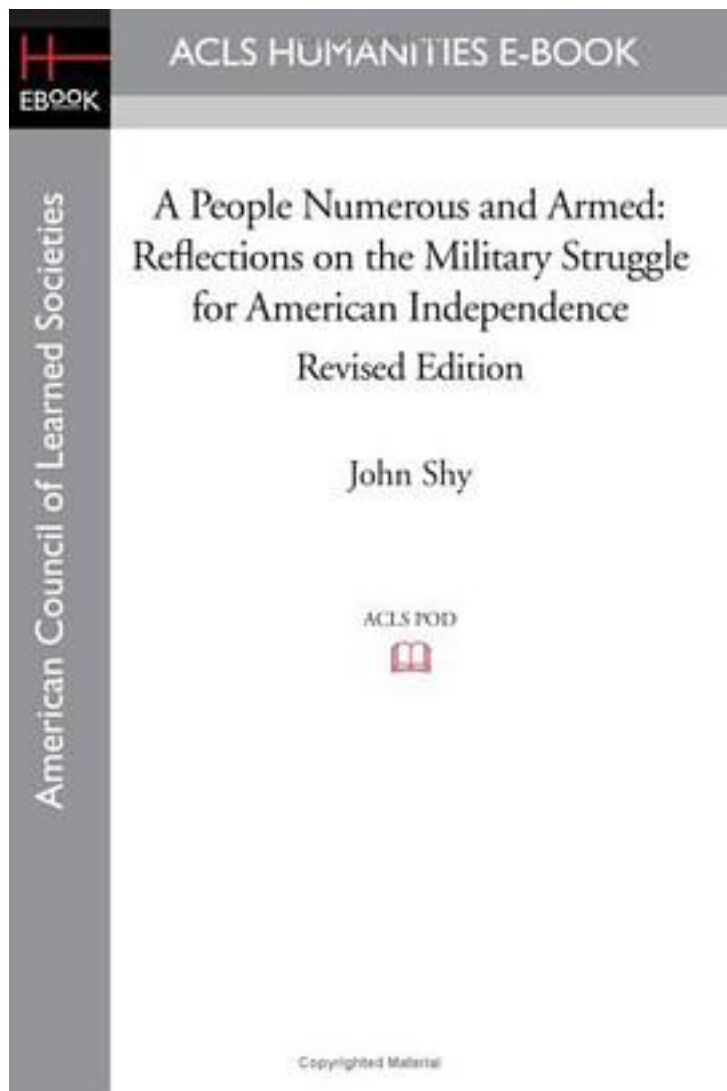 ACLS HUMANITIES E-BOOK
EBOOK
American Council of Learned Societies
A People Numerous and Armed:
Reflections on the Military Struggle
for American Independence
Revised Edition
John Shy
ACLS POD
Copyrighted Material